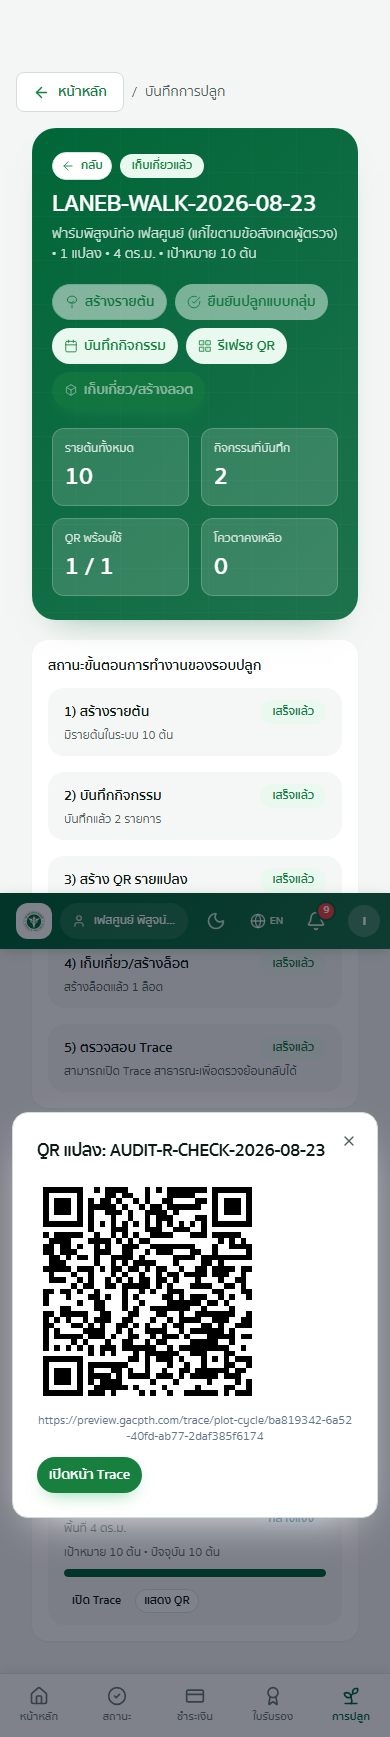 หน้าหลัก / บันทึกการปลูก
กลับ เก็บเกี่ยวแล้ว
LANEB-WALK-2026-08-23
ฟาร์มพิสูจน์ท่อ เฟสศูนย์ (แก้ไขตามข้อสังเกตผู้ตรวจ)
• 1 แปลง • 4 ตร.ม. • เป้าหมาย 10 ต้น
สร้างรายต้น ยืนยันปลูกแบบกลุ่ม
บันทึกกิจกรรม รีเฟรช QR
เก็บเกี่ยว/สร้างลอต
รายต้นทั้งหมด กิจกรรมที่บันทึก
10 2
QR พร้อมใช้ โควตาคงเหลือ
1 / 1 0
สถานะขั้นตอนการทำงานของรอบปลูก
1) สร้างรายต้น เสร็จแล้ว
มีรายต้นในระบบ 10 ต้น
2) บันทึกกิจกรรม เสร็จแล้ว
บันทึกแล้ว 2 รายการ
3) สร้าง QR รายแปลง เสร็จแล้ว
เฟสศูนย์ พิสูจน์... EN 9 I
4) เก็บเกี่ยว/สร้างล็อต เสร็จแล้ว
สร้างล็อตแล้ว 1 ล็อต
5) ตรวจสอบ Trace เสร็จแล้ว
สามารถเปิด Trace สาธารณะเพื่อตรวจย้อนกลับได้
QR แปลง: AUDIT-R-CHECK-2026-08-23
https://preview.gacpth.com/trace/plot-cycle/ba819342-6a52
-40fd-ab77-2daf385f6174
เปิดหน้า Trace
กลางแจ้ง
พื้นที่ 4 ตร.ม.
เป้าหมาย 10 ต้น • ปัจจุบัน 10 ต้น
เปิด Trace แสดง QR
หน้าหลัก สถานะ ชำระเงิน ใบรับรอง การปลูก